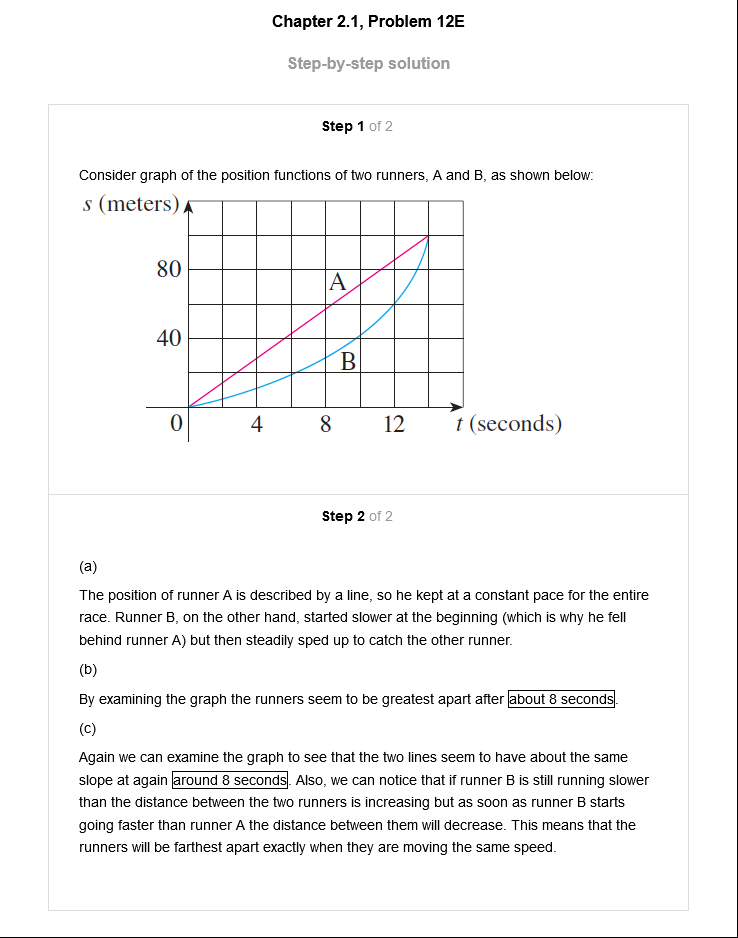 Chapter 2.1, Problem 12E
Step-by-step solution
Step 1 of 2
Consider graph of the position functions of two runners, A and B, as shown below:
s (meters)
80
A
40
B
0 4 8 12 t (seconds)
Step 2 of 2
(a)
The position of runner A is described by a line, so he kept at a constant pace for the entire
race. Runner B, on the other hand, started slower at the beginning (which is why he fell
behind runner A) but then steadily sped up to catch the other runner.
(b)
By examining the graph the runners seem to be greatest apart after about 8 seconds.
(c)
Again we can examine the graph to see that the two lines seem to have about the same
slope at again around 8 seconds. Also, we can notice that if runner B is still running slower
than the distance between the two runners is increasing but as soon as runner B starts
going faster than runner A the distance between them will decrease. This means that the
runners will be farthest apart exactly when they are moving the same speed.